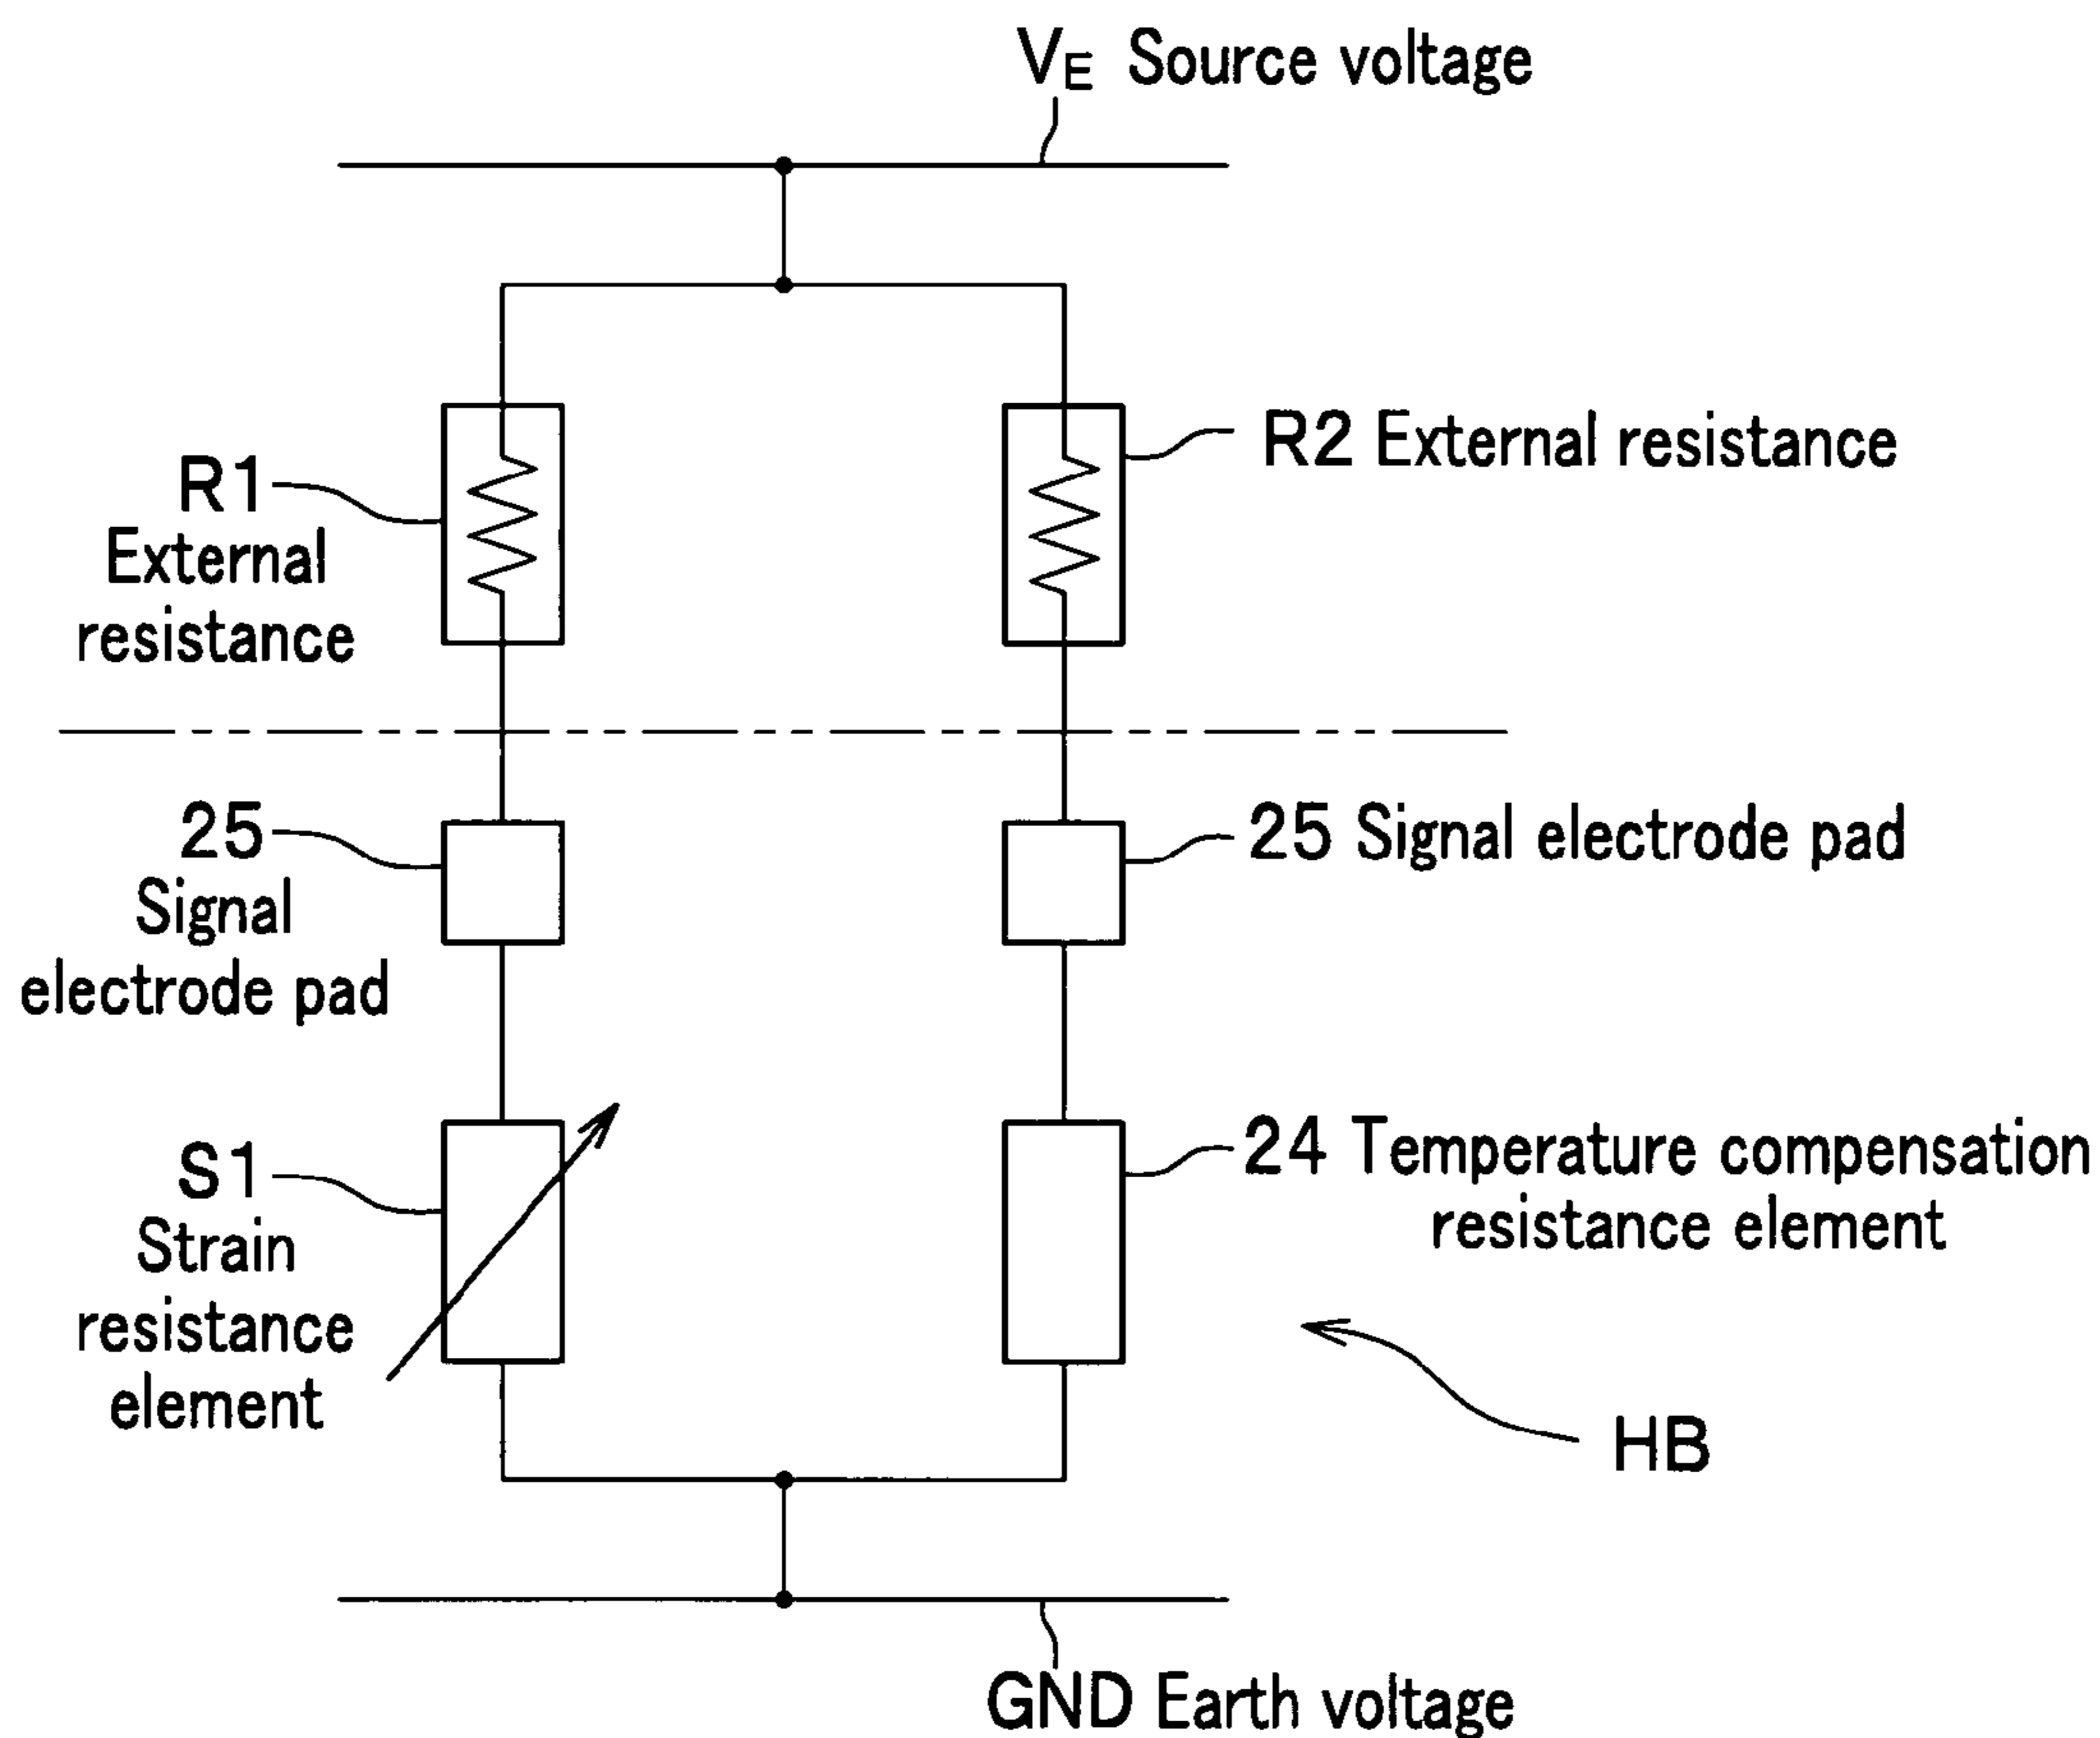 VE Source voltage
R1
External
resistance
R2 External resistance
25
Signal
electrode pad
25 Signal electrode pad
S1
Strain
resistance
element
24 Temperature compensation
resistance element
HB
GND Earth voltage